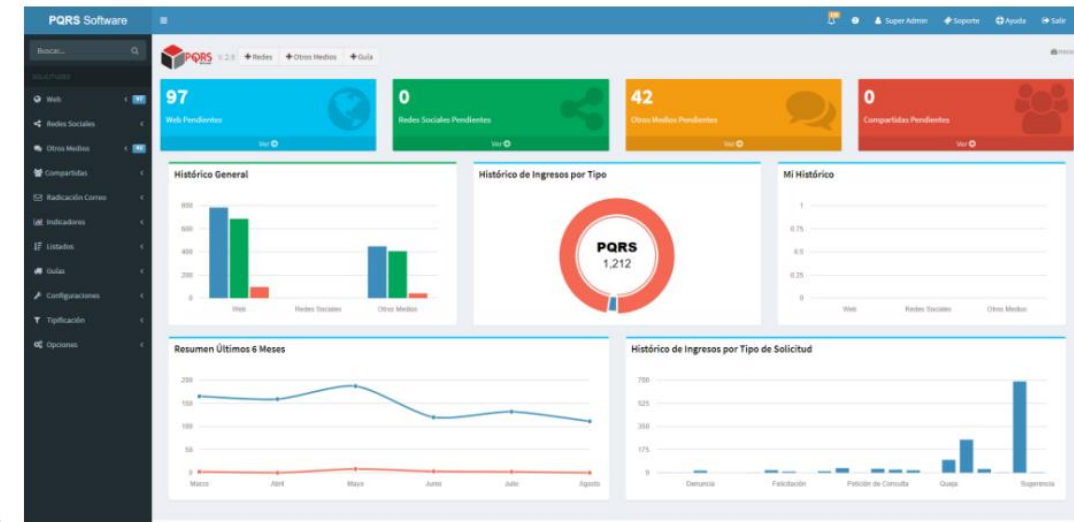 PQRS Software
Super Admin
Soporte
Ayuda
Salir
Buscar...
PQRS V 2.8 + Redes + Otros Medios + Guía
Inicio
SOLICITUDES
Web 97
Redes Sociales
Otros Medios 42
Compartidas
Radicación Correo
Indicadores
Listados
Guías
Configuraciones
Tipificación
Opciones
97
Web Pendientes
Ver
0
Redes Sociales Pendientes
Ver
42
Otros Medios Pendientes
Ver
0
Compartidas Pendientes
Ver
Histórico General
800
600
400
200
0
Web Redes Sociales Otros Medios
Histórico de Ingresos por Tipo
PQRS
1,212
Mi Histórico
1
0.75
0.5
0.25
0
Web Redes Sociales Otros Medios
Resumen Últimos 6 Meses
200
150
100
50
0
Marzo Abril Mayo Junio Julio Agosto
Histórico de Ingresos por Tipo de Solicitud
700
525
350
175
0
Denuncia Felicitación Petición de Consulta Queja Sugerencia